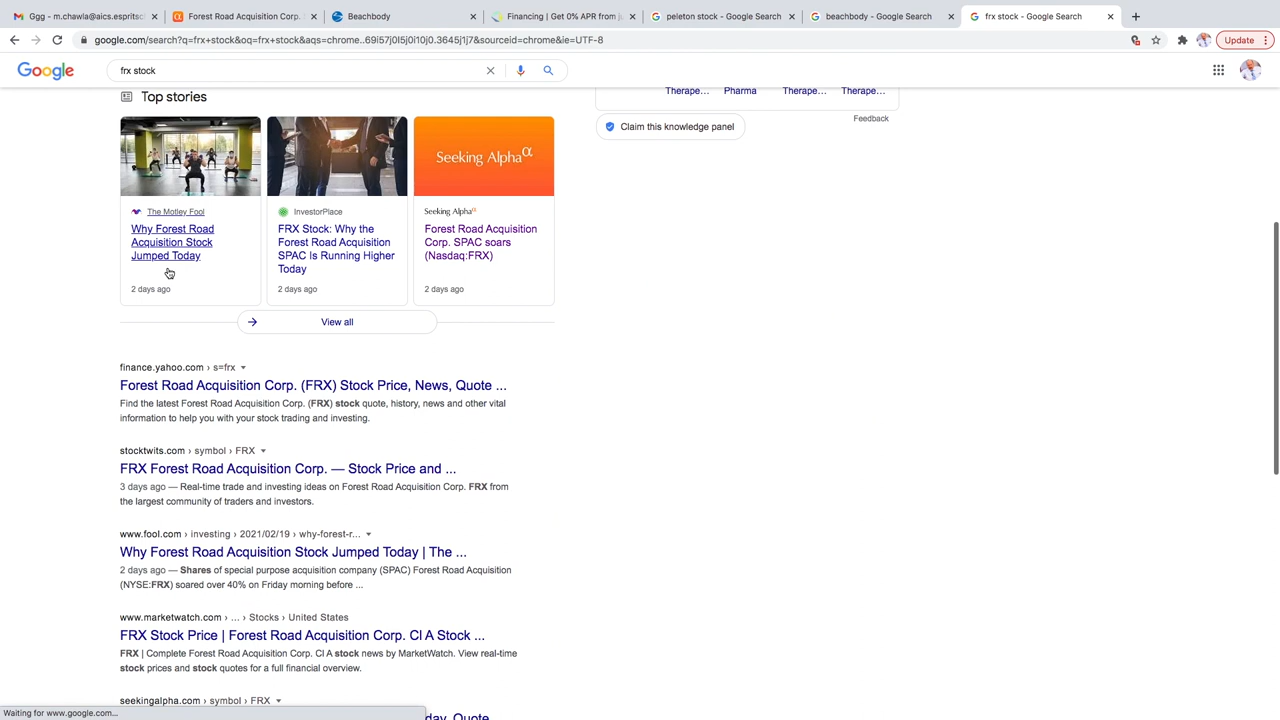 Ggg - m.chawla@aics.espritsch
Forest Road Acquisition Corp.
Beachbody
Financing | Get 0% APR from ju
peleton stock - Google Search
beachbody - Google Search
frx stock - Google Search
google.com/search?q=frx+stock&oq=frx+stock&aqs=chrome..69i57j0l5j0i10j0.3645j1j7&sourceid=chrome&ie=UTF-8
Update
Google
frx stock
Top stories
Therape... Pharma Therape... Therape...
Feedback
Claim this knowledge panel
Seeking Alphaα
The Motley Fool
Why Forest Road
Acquisition Stock
Jumped Today
2 days ago
InvestorPlace
FRX Stock: Why the
Forest Road Acquisition
SPAC Is Running Higher
Today
2 days ago
Seeking Alphaα
Forest Road Acquisition
Corp. SPAC soars
(Nasdaq:FRX)
2 days ago
View all
finance.yahoo.com › s=frx
Forest Road Acquisition Corp. (FRX) Stock Price, News, Quote ...
Find the latest Forest Road Acquisition Corp. (FRX) stock quote, history, news and other vital
information to help you with your stock trading and investing.
stocktwits.com › symbol › FRX
FRX Forest Road Acquisition Corp. — Stock Price and ...
3 days ago — Real-time trade and investing ideas on Forest Road Acquisition Corp. FRX from
the largest community of traders and investors.
www.fool.com › investing › 2021/02/19 › why-forest-r...
Why Forest Road Acquisition Stock Jumped Today | The ...
2 days ago — Shares of special purpose acquisition company (SPAC) Forest Road Acquisition
(NYSE:FRX) soared over 40% on Friday morning before ...
www.marketwatch.com › ... › Stocks › United States
FRX Stock Price | Forest Road Acquisition Corp. Cl A Stock ...
FRX | Complete Forest Road Acquisition Corp. Cl A stock news by MarketWatch. View real-time
stock prices and stock quotes for a full financial overview.
seekingalpha.com › symbol › FRX
day, Quote
Waiting for www.google.com...